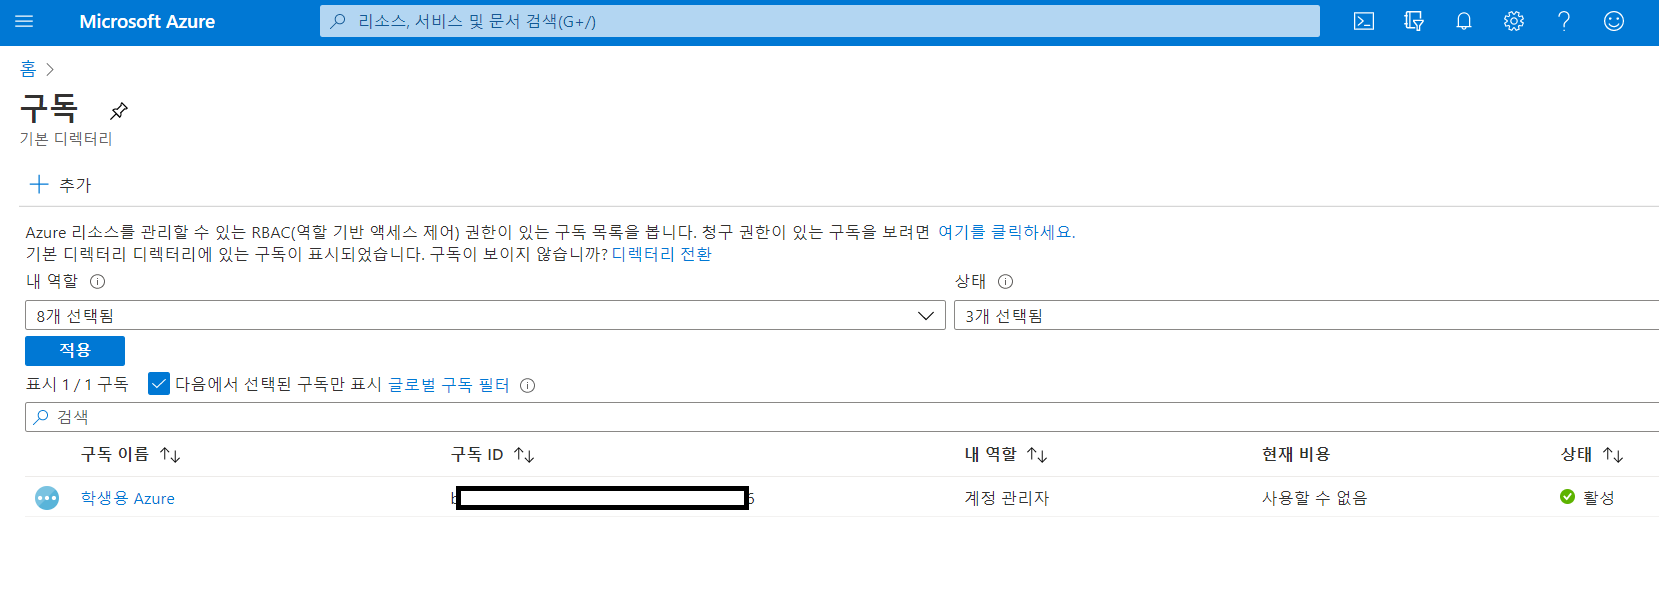 Microsoft Azure
리소스, 서비스 및 문서 검색(G+/)
홈
구독
기본 디렉터리
추가
Azure 리소스를 관리할 수 있는 RBAC(역할 기반 액세스 제어) 권한이 있는 구독 목록을 봅니다. 청구 권한이 있는 구독을 보려면 여기를 클릭하세요.
기본 디렉터리 디렉터리에 있는 구독이 표시되었습니다. 구독이 보이지 않습니까? 디렉터리 전환
내 역할 상태
8개 선택됨 3개 선택됨
적용
표시 1 / 1 구독 다음에서 선택된 구독만 표시 글로벌 구독 필터
검색
구독 이름 구독 ID 내 역할 현재 비용 상태
학생용 Azure 계정 관리자 사용할 수 없음 활성